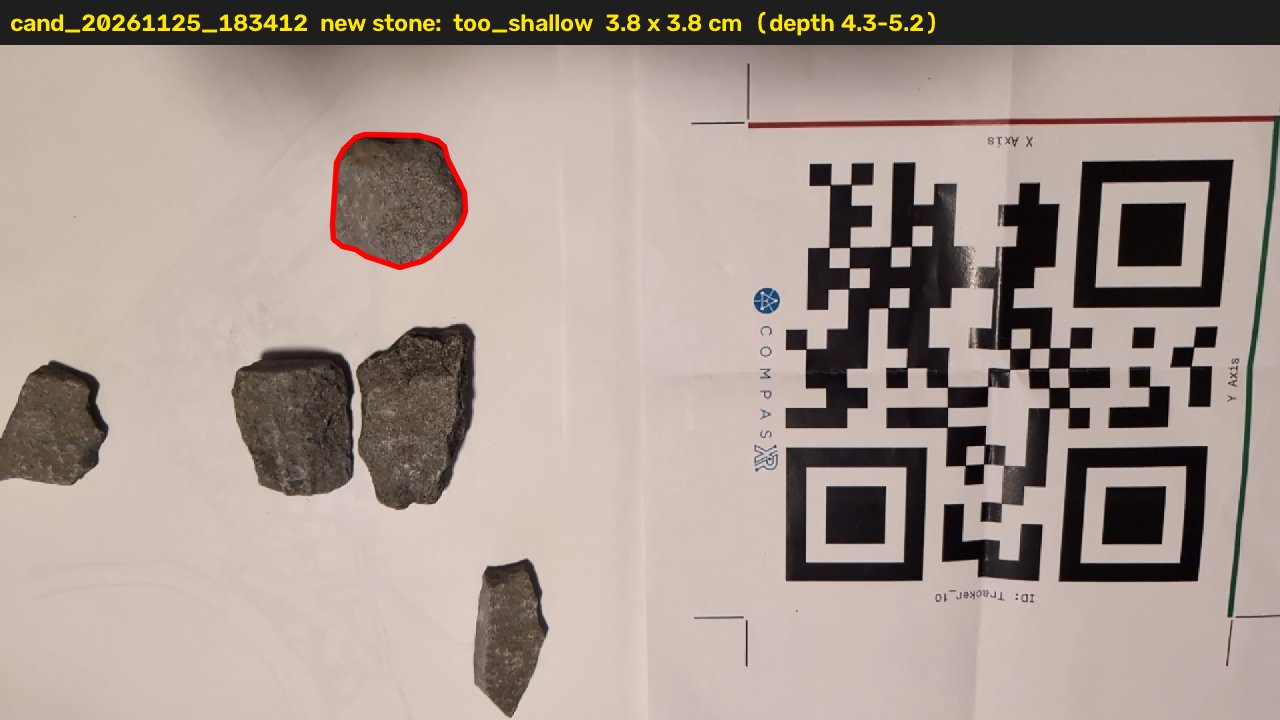 cand_20261125_183412 new stone: too_shallow 3.8 x 3.8 cm (depth 4.3-5.2)
X Axis
COMPAS XR
Y Axis
ID: Tracker_10